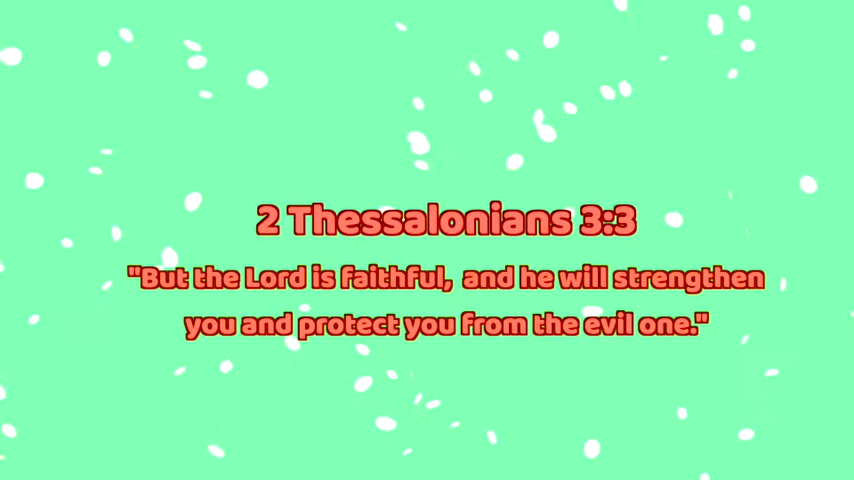 2 Thessalonians 3:3
"But the Lord is faithful, and he will strengthen
you and protect you from the evil one."